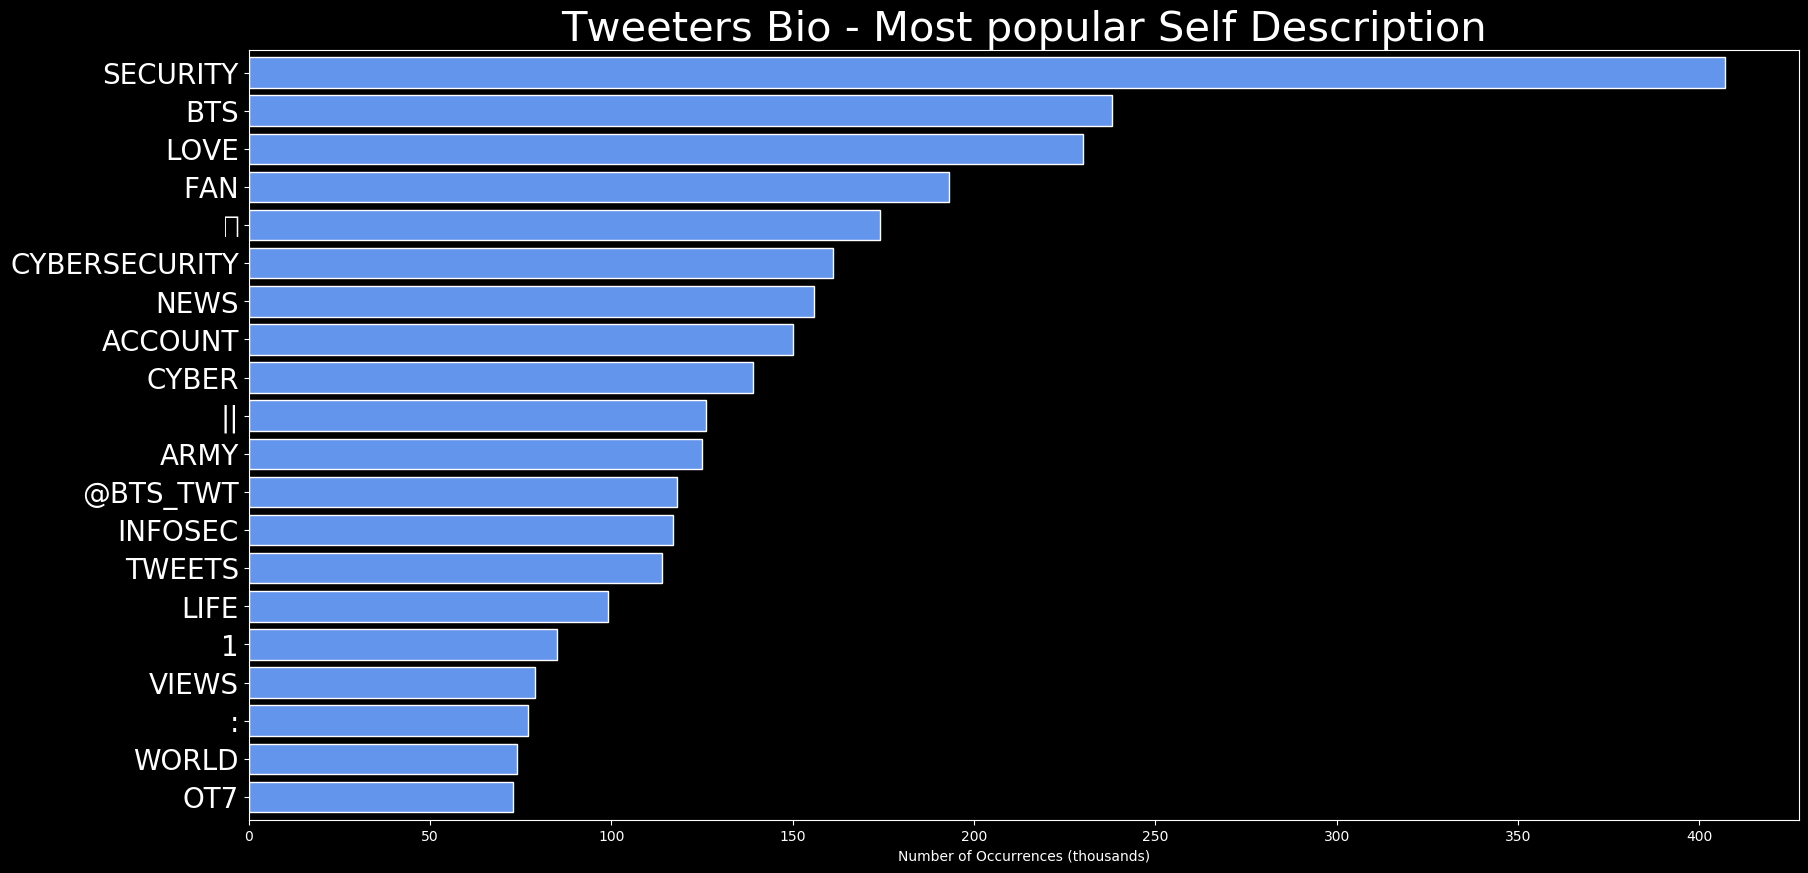 Tweeters Bio - Most popular Self Description
SECURITY
BTS
LOVE
FAN
CYBERSECURITY
NEWS
ACCOUNT
CYBER
||
ARMY
@BTS_TWT
INFOSEC
TWEETS
LIFE
1
VIEWS
:
WORLD
OT7
0 50 100 150 200 250 300 350 400
Number of Occurrences (thousands)